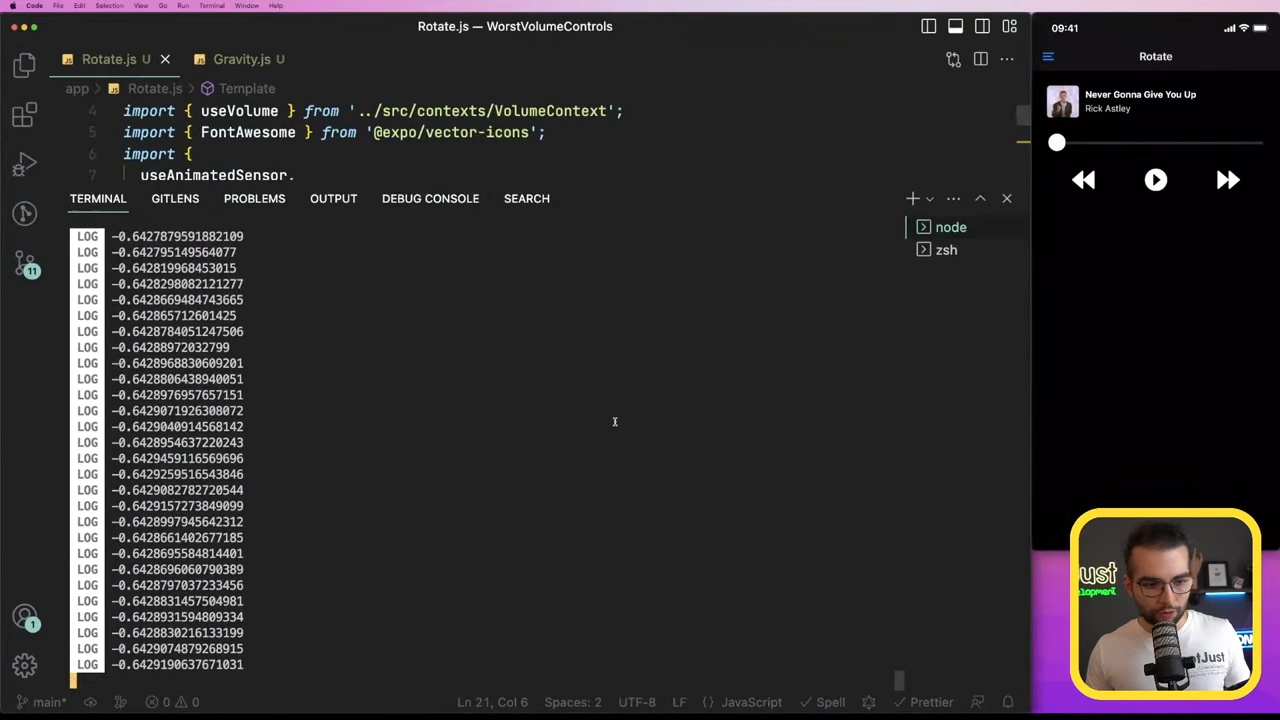 Code File Edit Selection View Go Run Terminal Window Help
Rotate.js — WorstVolumeControls
Rotate.js U
Gravity.js U
app > Rotate.js > Template
4 import { useVolume } from '../src/contexts/VolumeContext';
5 import { FontAwesome } from '@expo/vector-icons';
6 import {
7 useAnimatedSensor,
TERMINAL GITLENS PROBLEMS OUTPUT DEBUG CONSOLE SEARCH
node
zsh
LOG -0.6427879591882109
LOG -0.642795149564077
LOG -0.642819968453015
LOG -0.6428298082121277
LOG -0.6428669484743665
LOG -0.642865712601425
LOG -0.6428784051247506
LOG -0.64288972032799
LOG -0.6428968830609201
LOG -0.6428806438940051
LOG -0.6428976957657151
LOG -0.6429071926308072
LOG -0.6429040914568142
LOG -0.6428954637220243
LOG -0.6429459116569696
LOG -0.6429259516543846
LOG -0.6429082782720544
LOG -0.6429157273849099
LOG -0.6428997945642312
LOG -0.6428661402677185
LOG -0.6428695584814401
LOG -0.6428696060790389
LOG -0.6428797037233456
LOG -0.6428831457504981
LOG -0.6428931594809334
LOG -0.6428830216133199
LOG -0.6429074879268915
LOG -0.6429190637671031
11
1
main* 0 0 Ln 21, Col 6 Spaces: 2 UTF-8 LF { } JavaScript Spell Prettier
09:41
Rotate
Never Gonna Give You Up
Rick Astley